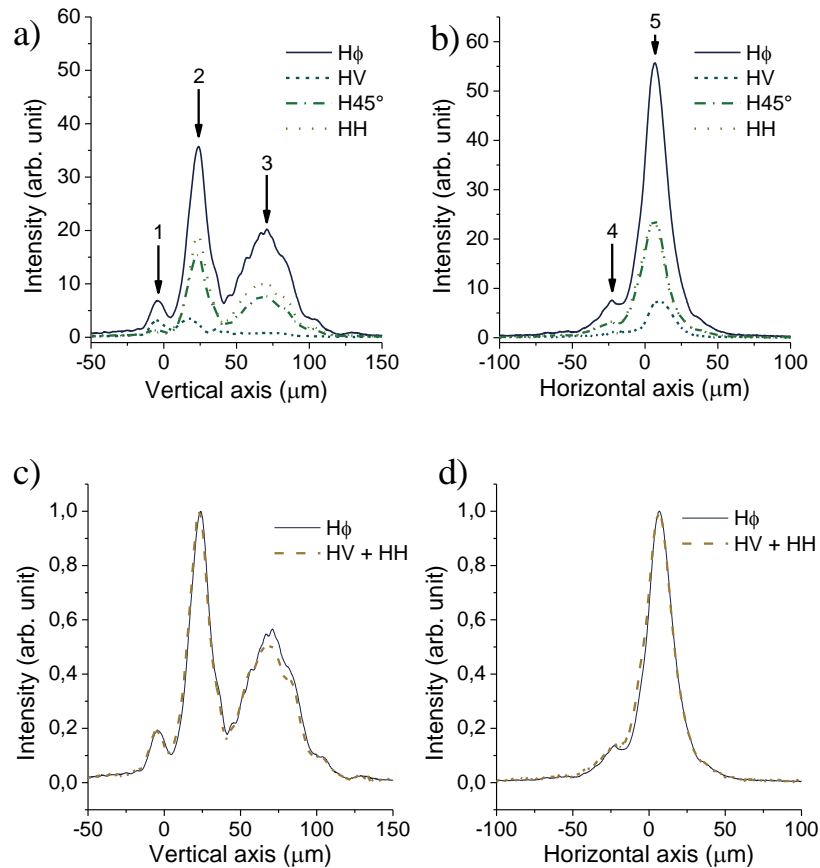 a)
Intensity (arb. unit)
60
50
40
30
20
10
0
-50 0 50 100 150
Vertical axis (μm)
1
2
3
Hϕ
HV
H45°
HH
b)
Intensity (arb. unit)
60
50
40
30
20
10
0
-100 -50 0 50 100
Horizontal axis (μm)
4
5
Hϕ
HV
H45°
HH
c)
Intensity (arb. unit)
1,0
0,8
0,6
0,4
0,2
0,0
-50 0 50 100 150
Vertical axis (μm)
Hϕ
HV + HH
d)
Intensity (arb. unit)
1,0
0,8
0,6
0,4
0,2
0,0
-100 -50 0 50 100
Horizontal axis (μm)
Hϕ
HV + HH